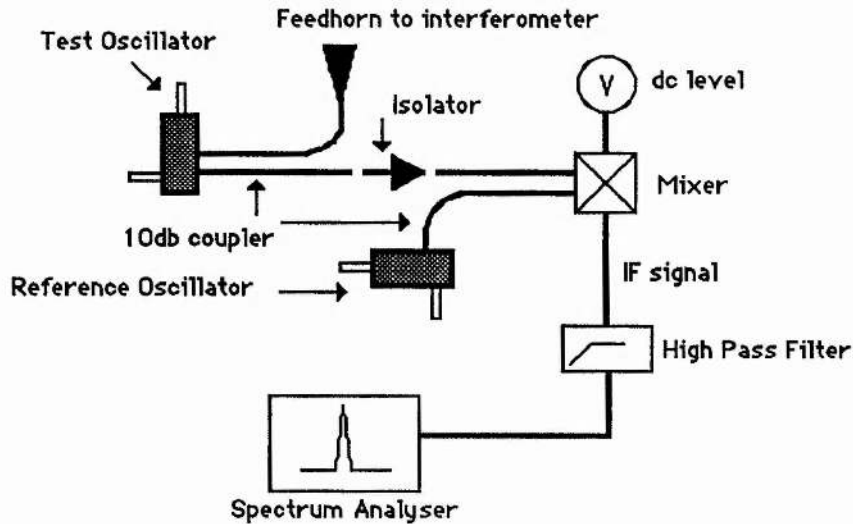 Feedhorn to interferometer
Test Oscillator
Isolator
V
dc level
Mixer
10db coupler
Reference Oscillator
IF signal
High Pass Filter
Spectrum Analyser